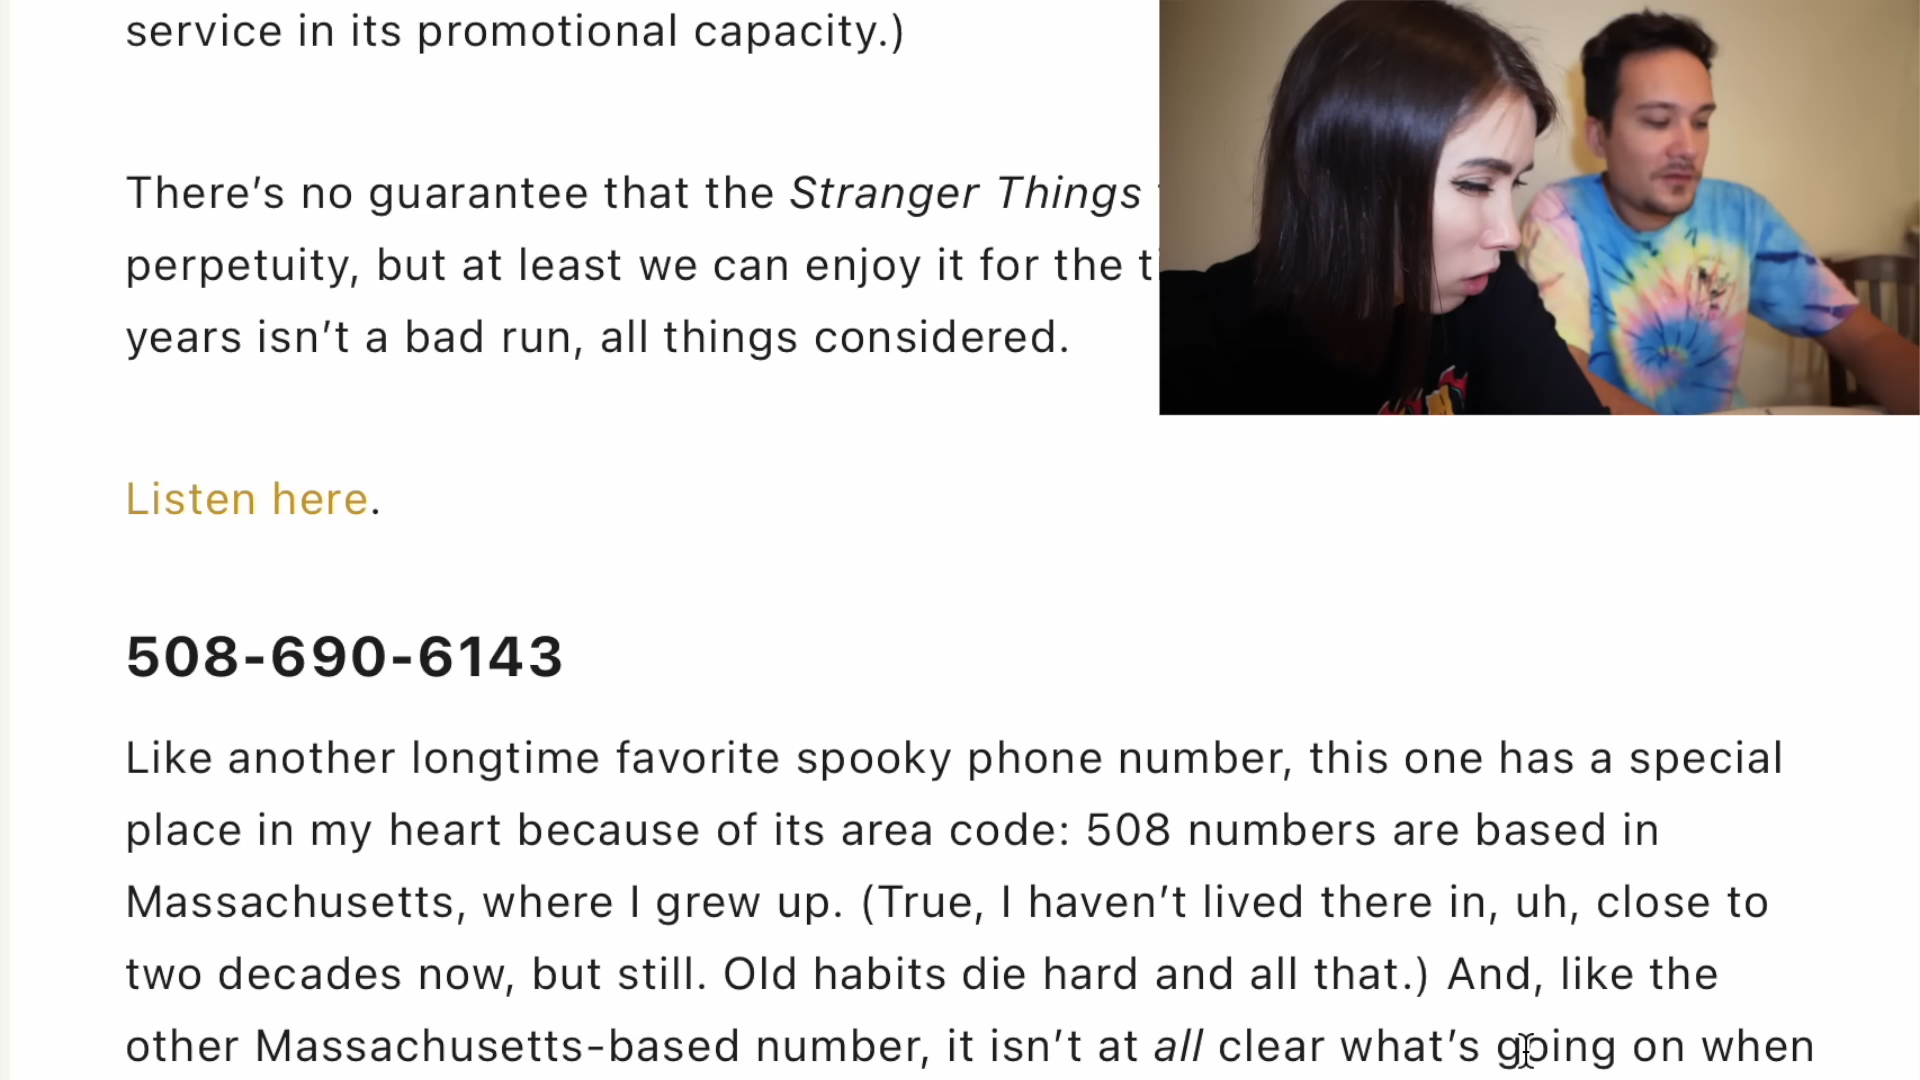 service in its promotional capacity.)
There’s no guarantee that the Stranger Things
perpetuity, but at least we can enjoy it for the
years isn’t a bad run, all things considered.
Listen here.
508-690-6143
Like another longtime favorite spooky phone number, this one has a special
place in my heart because of its area code: 508 numbers are based in
Massachusetts, where I grew up. (True, I haven’t lived there in, uh, close to
two decades now, but still. Old habits die hard and all that.) And, like the
other Massachusetts-based number, it isn’t at all clear what’s going on when